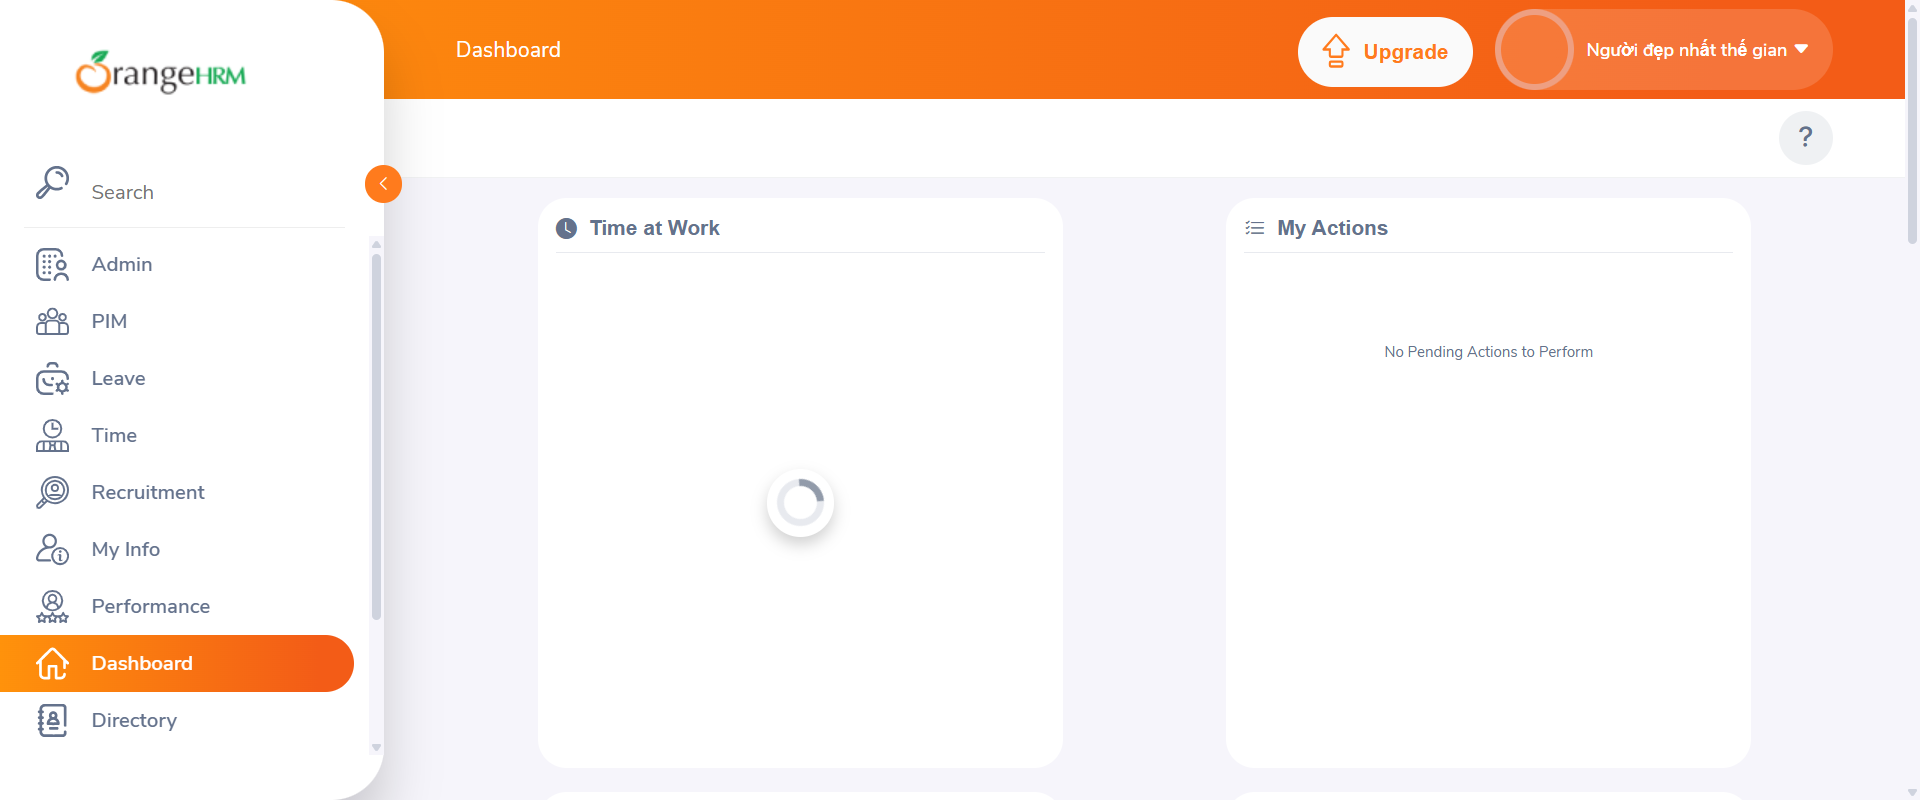 OrangeHRM
Dashboard
Upgrade
Người đẹp nhất thế gian
?
Search
Admin
PIM
Leave
Time
Recruitment
My Info
Performance
Dashboard
Directory
Time at Work
My Actions
No Pending Actions to Perform